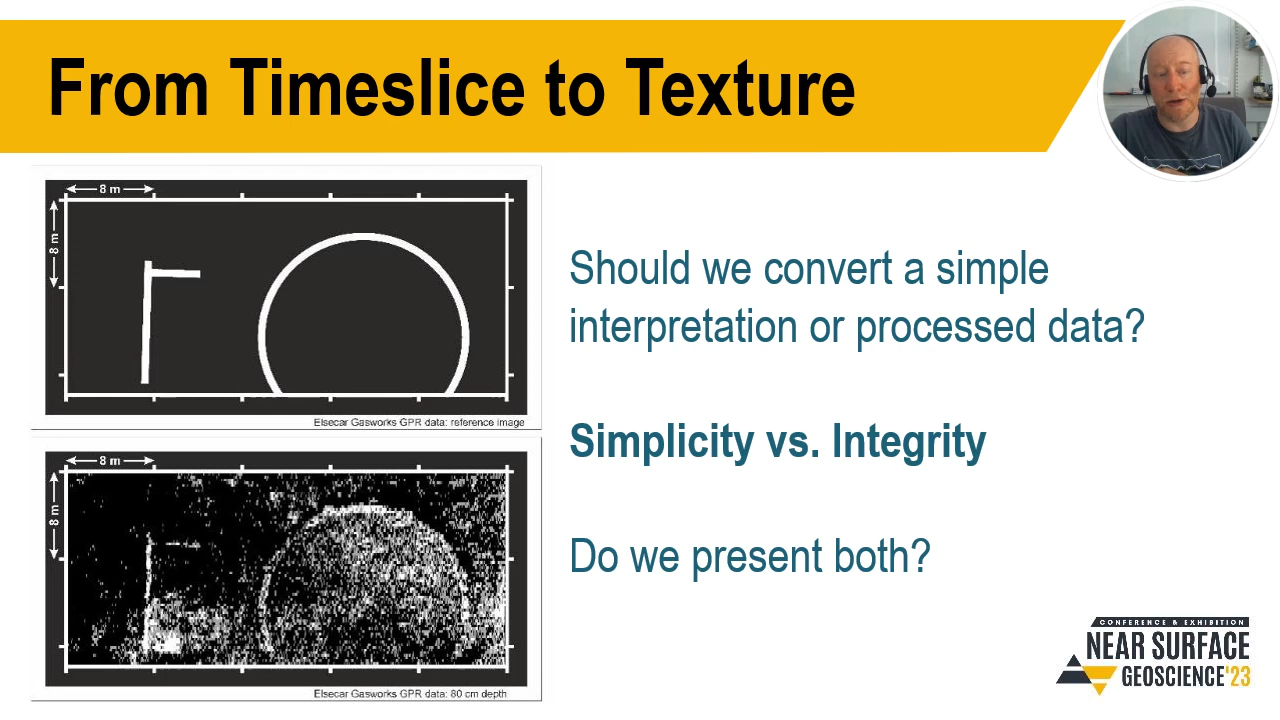 From Timeslice to Texture
8 m
8 m
Elsecar Gasworks GPR data: reference image
8 m
8 m
Elsecar Gasworks GPR data: 80 cm depth
Should we convert a simple
interpretation or processed data?
Simplicity vs. Integrity
Do we present both?
CONFERENCE & EXHIBITION
NEAR SURFACE
GEOSCIENCE'23